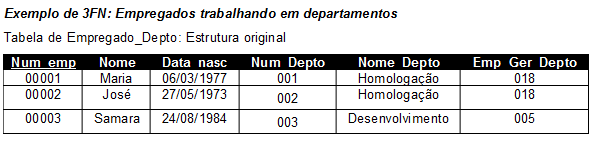 Exemplo de 3FN: Empregados trabalhando em departamentos
Tabela de Empregado_Depto: Estrutura original
Num emp Nome Data nasc Num Depto Nome Depto Emp Ger Depto
00001 Maria 06/03/1977 001 Homologação 018
00002 José 27/05/1973 002 Homologação 018
00003 Samara 24/08/1984 003 Desenvolvimento 005